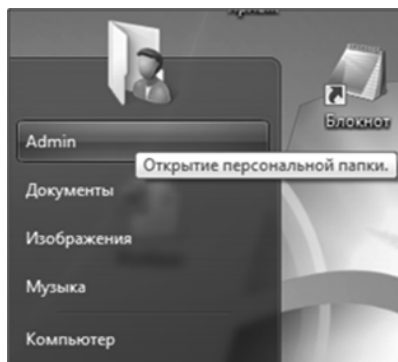 Блокнот
Admin
Открытие персональной папки.
Документы
Изображения
Музыка
Компьютер